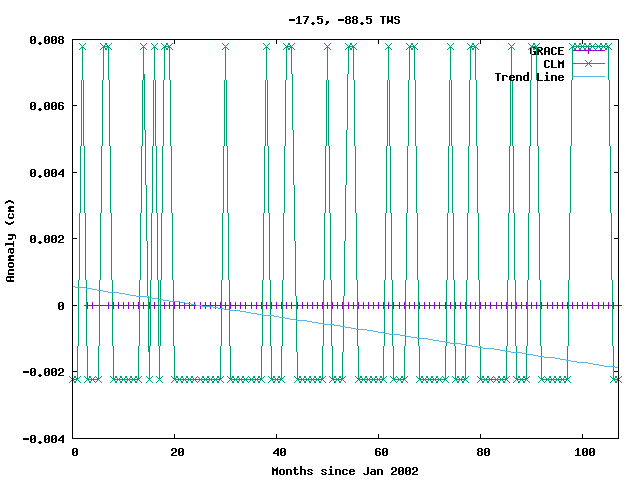 -17.5, -88.5 TWS
GRACE
CLM
Trend Line
0.008
0.006
0.004
0.002
0
-0.002
-0.004
Anomaly (cm)
0 20 40 60 80 100
Months since Jan 2002